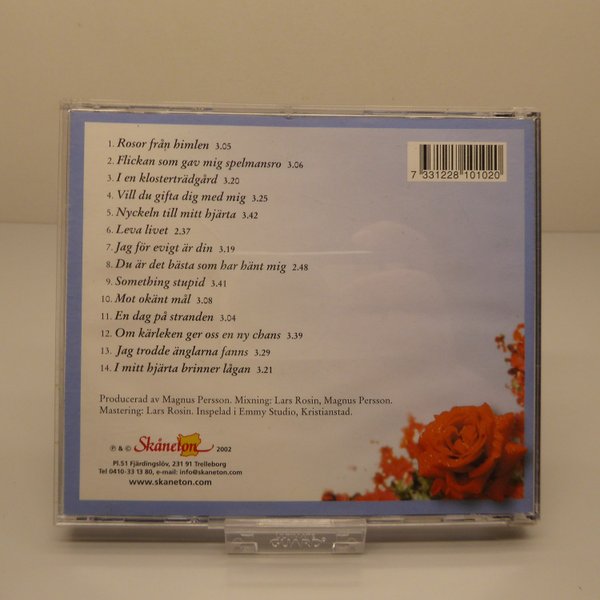 1. Rosor från himlen 3.05
2. Flickan som gav mig spelmansro 3.06
3. I en klosterträdgård 3.20
4. Vill du gifta dig med mig 3.25
5. Nyckeln till mitt hjärta 3.42
6. Leva livet 2.37
7. Jag för evigt är din 3.19
8. Du är det bästa som har hänt mig 2.48
9. Something stupid 3.41
10. Mot okänt mål 3.08
11. En dag på stranden 3.04
12. Om kärleken ger oss en ny chans 3.39
13. Jag trodde änglarna fanns 3.29
14. I mitt hjärta brinner lågan 3.21
7 331228 101020
Producerad av Magnus Persson. Mixning: Lars Rosin, Magnus Persson.
Mastering: Lars Rosin. Inspelad i Emmy Studio, Kristianstad.
℗ & © Skåneton 2002
Pl.51 Fjärdingslöv, 231 91 Trelleborg
Tel 0410-33 13 80, e-mail: info@skaneton.com
www.skaneton.com
GUARD®